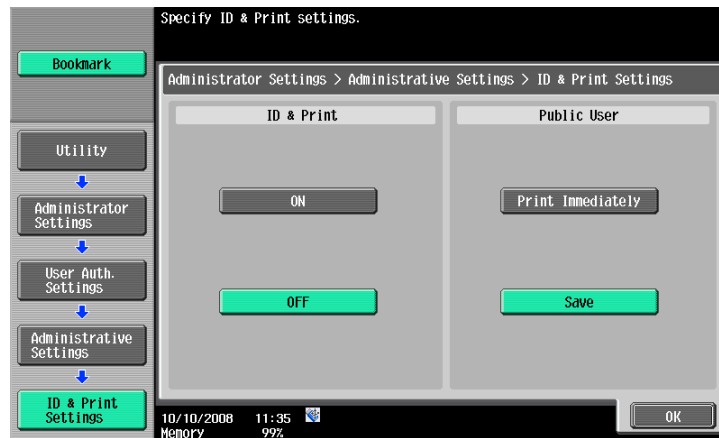 Specify ID & Print settings.
Bookmark
Administrator Settings > Administrative Settings > ID & Print Settings
ID & Print
Public User
Utility
Administrator
Settings
User Auth.
Settings
Administrative
Settings
ID & Print
Settings
ON
Print Immediately
OFF
Save
10/10/2008 11:35
Memory 99%
OK